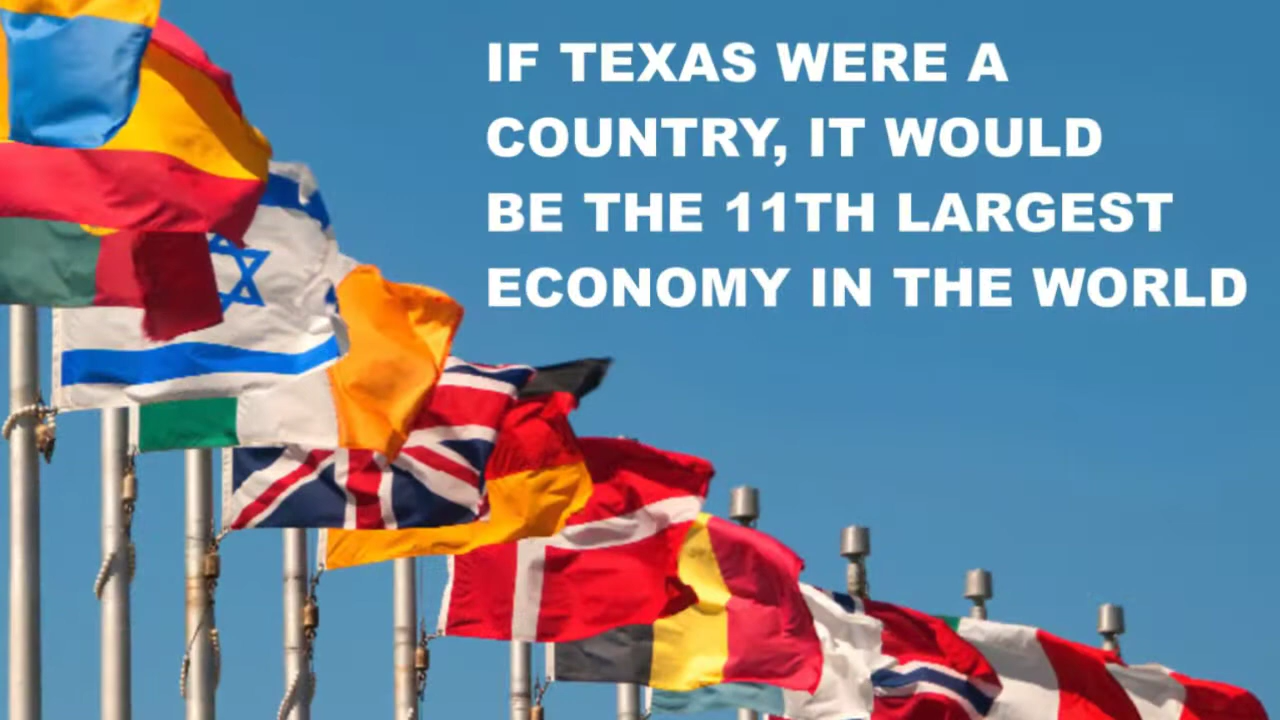 IF TEXAS WERE A
COUNTRY, IT WOULD
BE THE 11TH LARGEST
ECONOMY IN THE WORLD